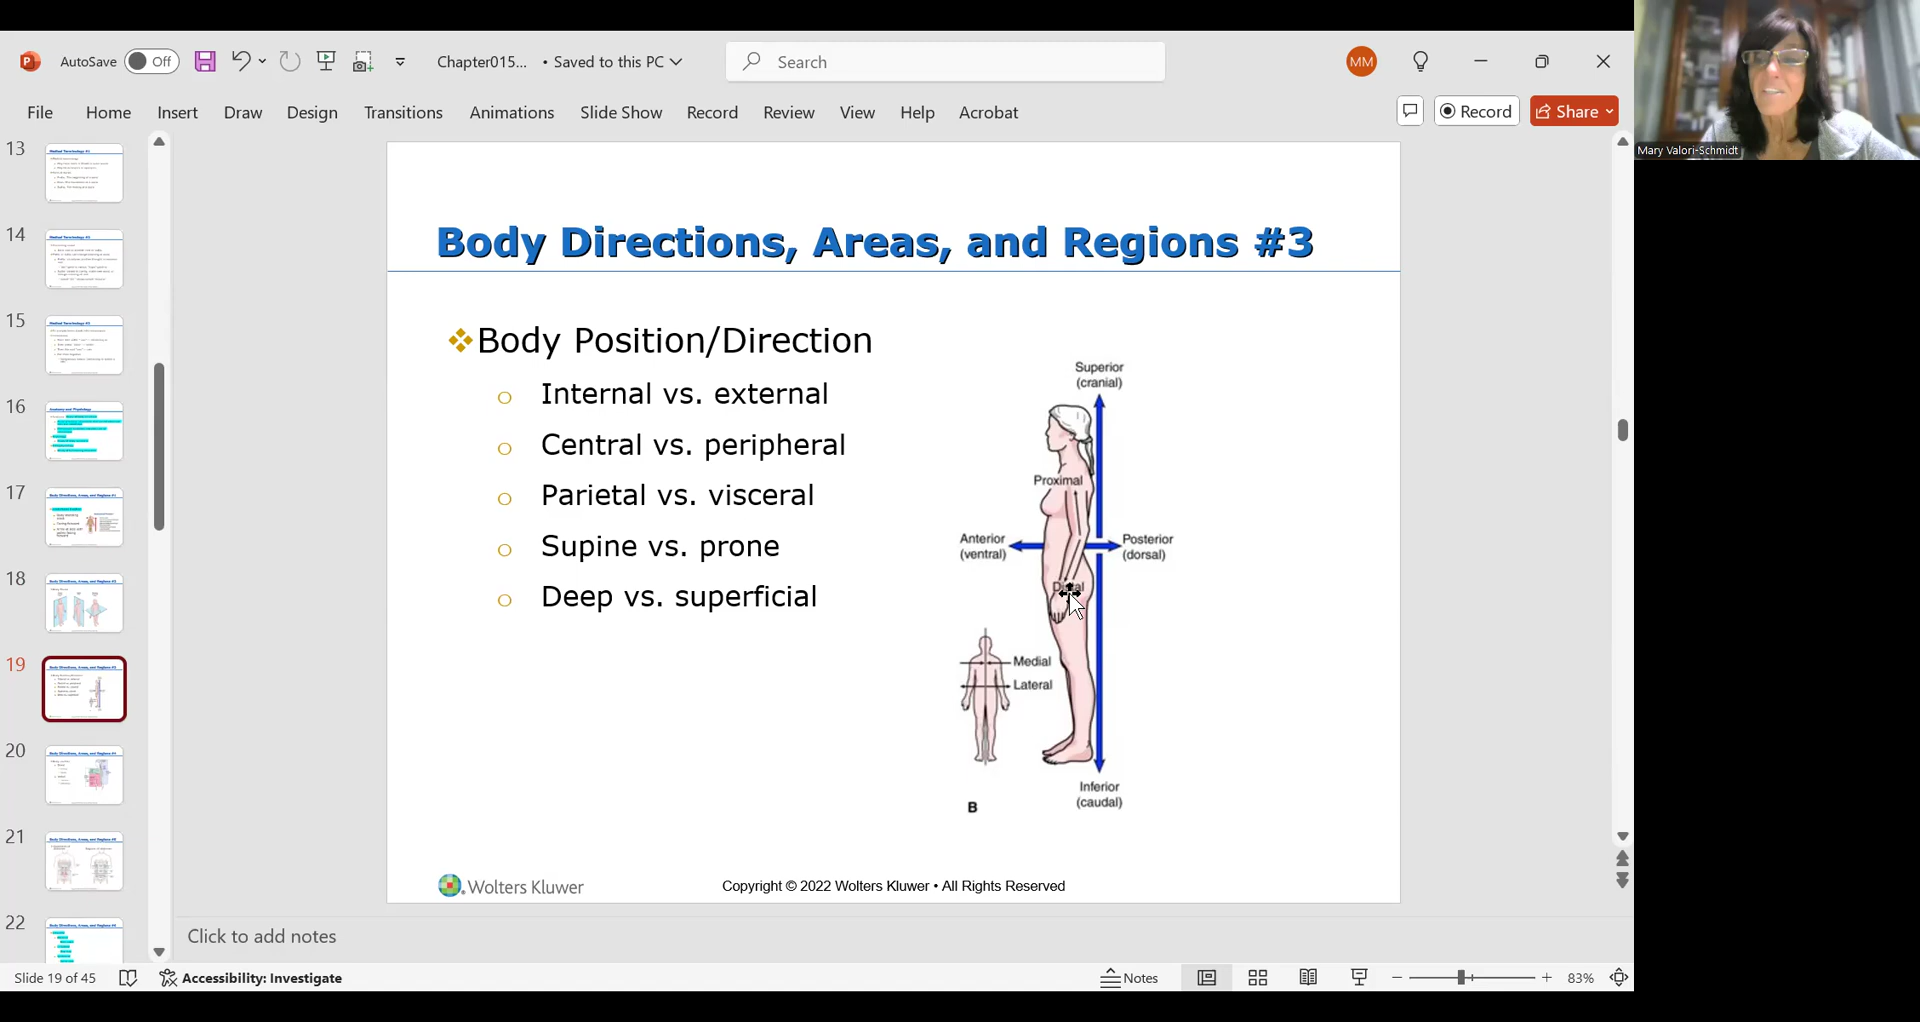 AutoSave Off Chapter015... • Saved to this PC Search MM
File Home Insert Draw Design Transitions Animations Slide Show Record Review View Help Acrobat Record Share
Mary Valori-Schmidt
13
14
15
16
17
18
19
20
21
22
Body Directions, Areas, and Regions #3
Body Position/Direction
Internal vs. external
Central vs. peripheral
Parietal vs. visceral
Supine vs. prone
Deep vs. superficial
Superior
(cranial)
Proximal
Anterior
(ventral)
Posterior
(dorsal)
Distal
Medial
Lateral
Inferior
(caudal)
B
Wolters Kluwer
Copyright © 2022 Wolters Kluwer • All Rights Reserved
Click to add notes
Slide 19 of 45 Accessibility: Investigate Notes 83%